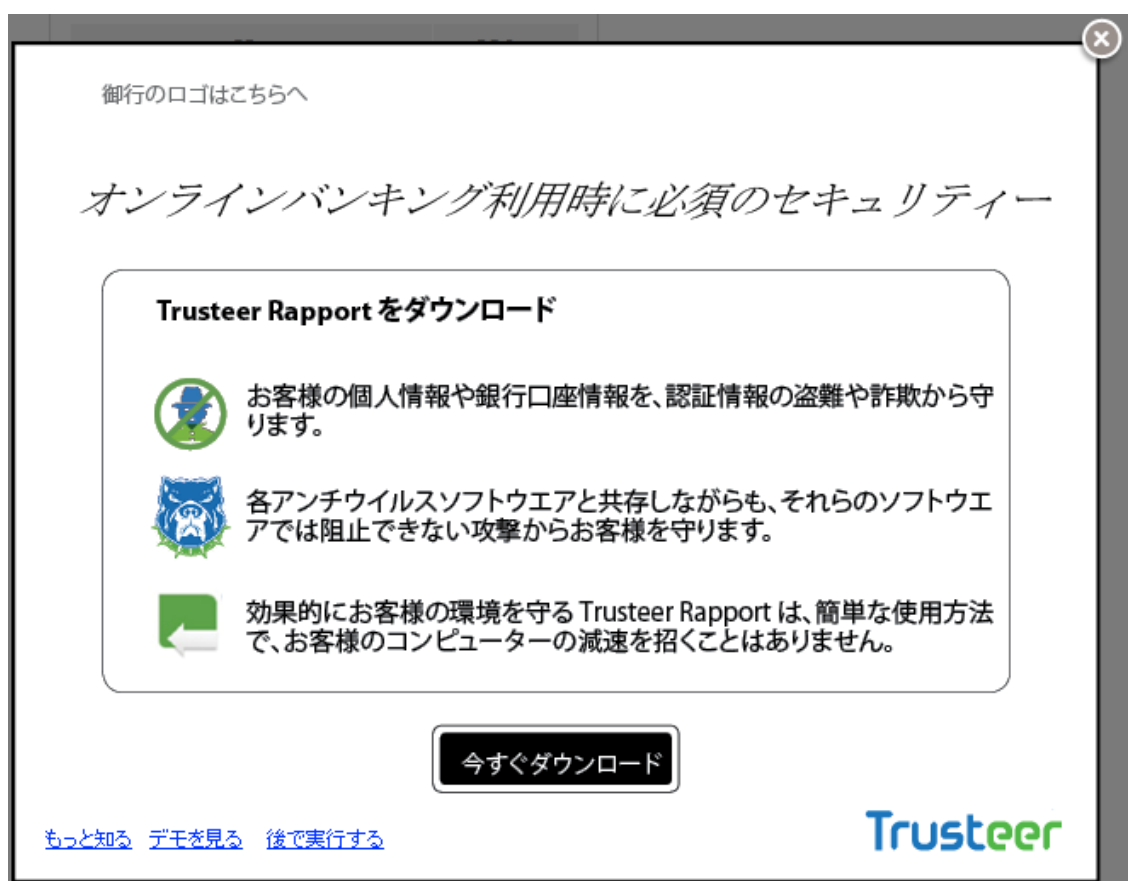 御行のロゴはこちらへ
オンラインバンキング利用時に必須のセキュリティー
Trusteer Rapport をダウンロード
お客様の個人情報や銀行口座情報を、認証情報の盗難や詐欺から守
ります。
各アンチウイルスソフトウエアと共存しながらも、それらのソフトウエ
アでは阻止できない攻撃からお客様を守ります。
効果的にお客様の環境を守る Trusteer Rapport は、簡単な使用方法
で、お客様のコンピューターの減速を招くことはありません。
今すぐダウンロード
もっと知る デモを見る 後で実行する
Trusteer